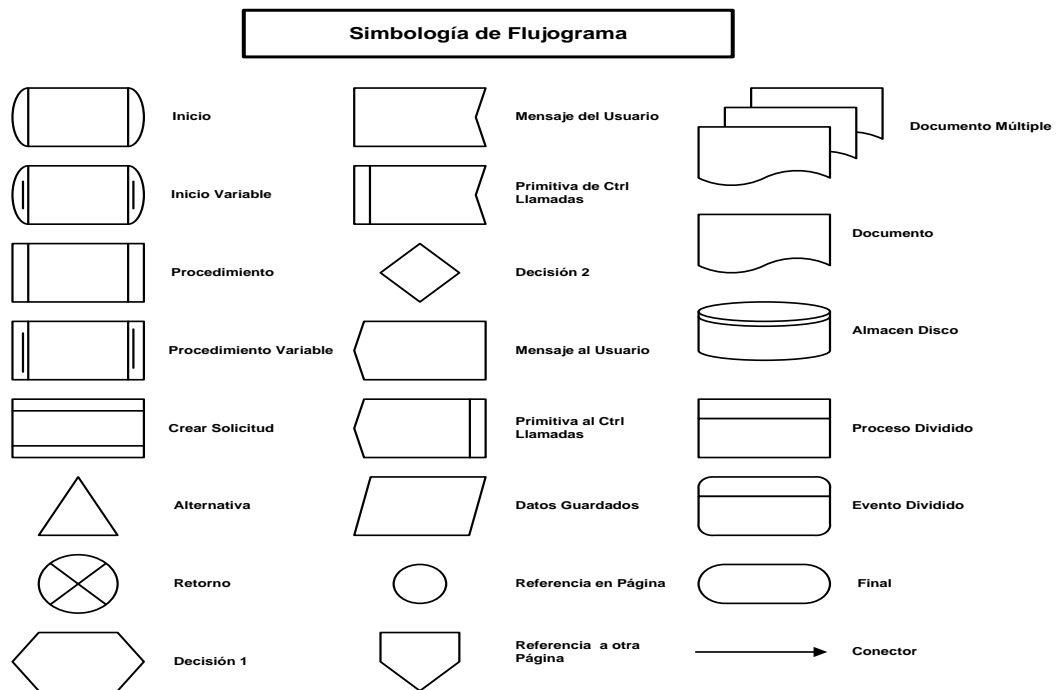 Simbología de Flujograma
Inicio
Inicio Variable
Procedimiento
Procedimiento Variable
Crear Solicitud
Alternativa
Retorno
Decisión 1
Mensaje del Usuario
Primitiva de Ctrl
Llamadas
Decisión 2
Mensaje al Usuario
Primitiva al Ctrl
Llamadas
Datos Guardados
Referencia en Página
Referencia a otra
Página
Documento Múltiple
Documento
Almacen Disco
Proceso Dividido
Evento Dividido
Final
Conector